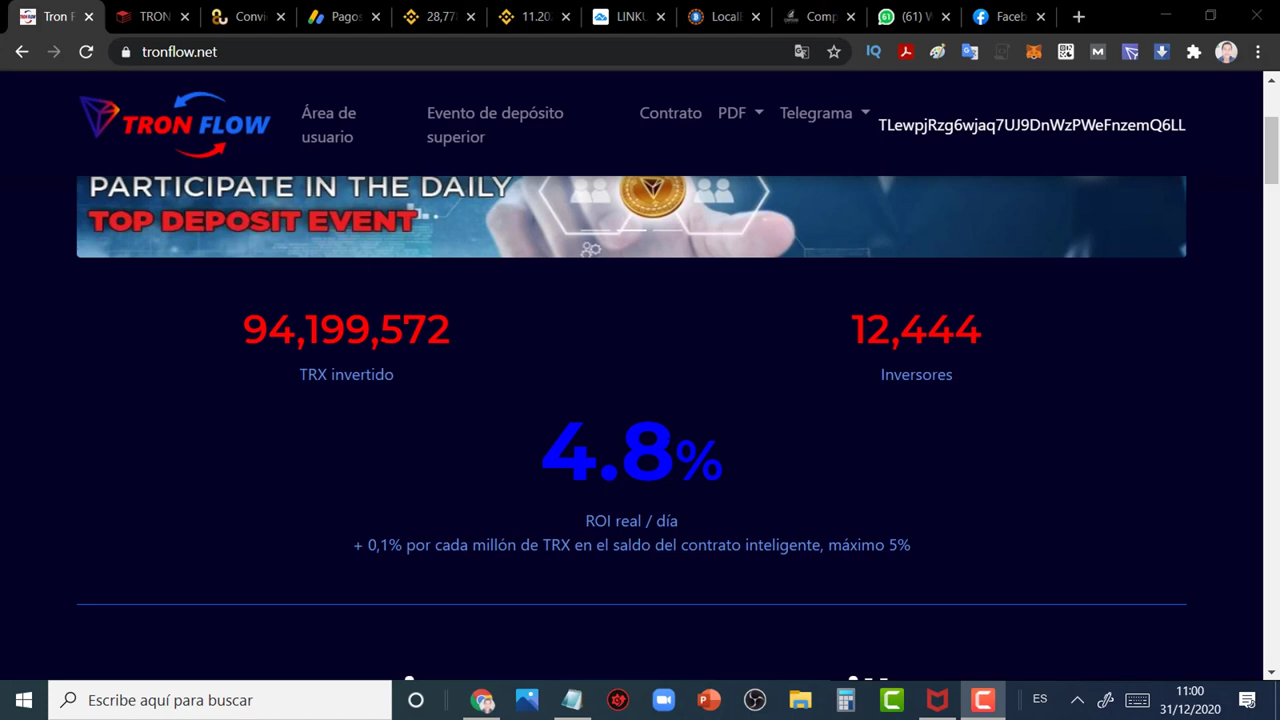 Tron F
TRON
Convi
Pagos
28,77
11.20
LINKU
Locall
Comp
(61) W
Faceb
tronflow.net
TRON FLOW
Área de
usuario
Evento de depósito
superior
Contrato
PDF
Telegrama
TLewpjRzg6wjaq7UJ9DnWzPWeFnzemQ6LL
PARTICIPATE IN THE DAILY
TOP DEPOSIT EVENT
94,199,572
TRX invertido
12,444
Inversores
4.8%
ROI real / día
+ 0,1% por cada millón de TRX en el saldo del contrato inteligente, máximo 5%
Escribe aquí para buscar
ES
11:00
31/12/2020